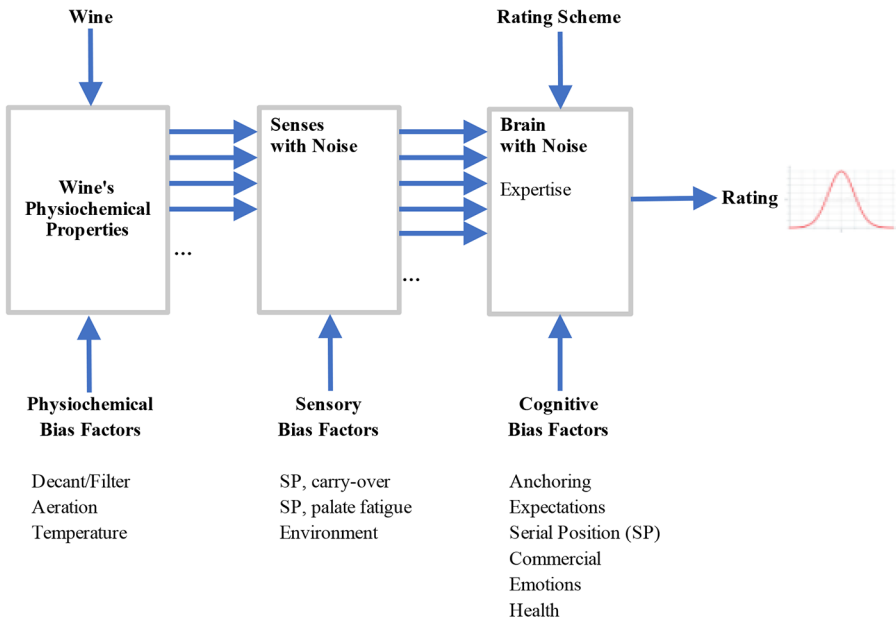 Wine
Rating Scheme
Wine's
Physiochemical
Properties
...
Senses
with Noise
...
Brain
with Noise
Expertise
Rating
Physiochemical
Bias Factors
Decant/Filter
Aeration
Temperature
Sensory
Bias Factors
SP, carry-over
SP, palate fatigue
Environment
Cognitive
Bias Factors
Anchoring
Expectations
Serial Position (SP)
Commercial
Emotions
Health